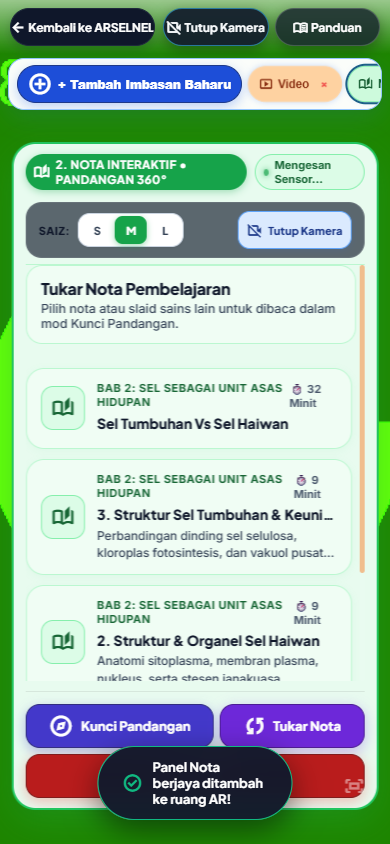 Kembali ke ARSELNEL
Tutup Kamera
Panduan
+ Tambah Imbasan Baharu
Video ×
2. NOTA INTERAKTIF •
PANDANGAN 360°
Mengesan
Sensor...
SAIZ:
S
M
L
Tutup Kamera
Tukar Nota Pembelajaran
Pilih nota atau slaid sains lain untuk dibaca dalam
mod Kunci Pandangan.
BAB 2: SEL SEBAGAI UNIT ASAS
HIDUPAN
32
Minit
Sel Tumbuhan Vs Sel Haiwan
BAB 2: SEL SEBAGAI UNIT ASAS
HIDUPAN
9
Minit
3. Struktur Sel Tumbuhan & Keuni...
Perbandingan dinding sel selulosa,
kloroplas fotosintesis, dan vakuol pusat...
BAB 2: SEL SEBAGAI UNIT ASAS
HIDUPAN
9
Minit
2. Struktur & Organel Sel Haiwan
Anatomi sitoplasma, membran plasma,
nukleus, serta
Kunci Pandangan
Tukar Nota
Panel Nota
berjaya ditambah
ke ruang AR!